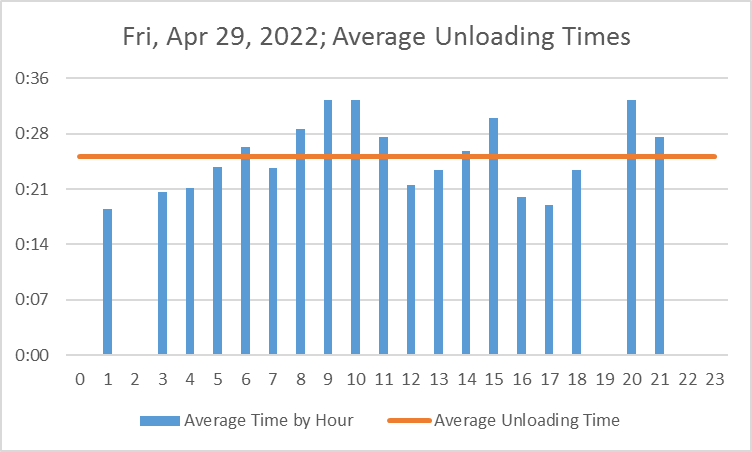 Fri, Apr 29, 2022; Average Unloading Times
0:36
0:28
0:21
0:14
0:07
0:00
0 1 2 3 4 5 6 7 8 9 10 11 12 13 14 15 16 17 18 19 20 21 22 23
Average Time by Hour Average Unloading Time